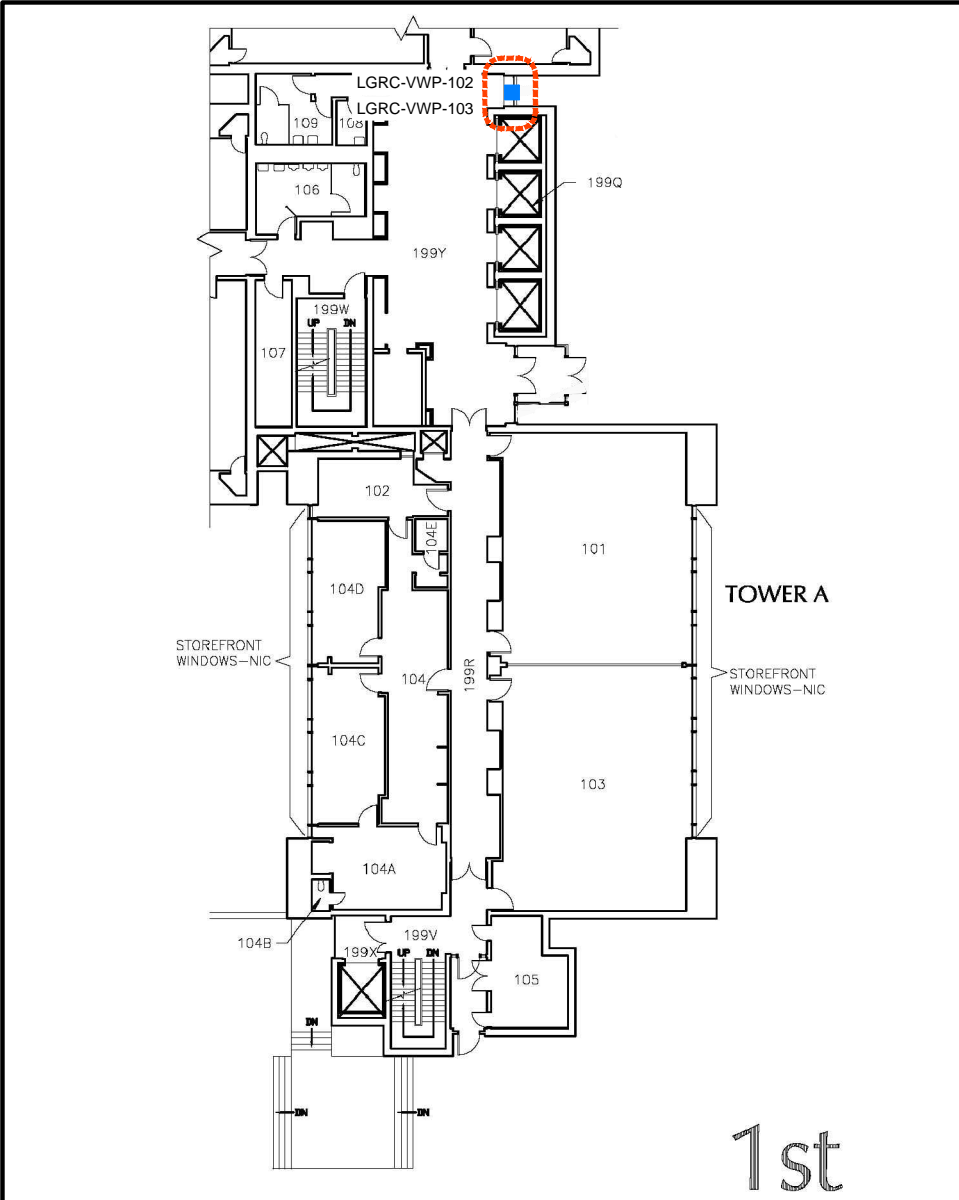 LGRC-VWP-102
LGRC-VWP-103
109
108
106
199Q
199Y
199W
UP DN
107
102
104E
101
104D
TOWER A
STOREFRONT
WINDOWS-NIC
104
199R
STOREFRONT
WINDOWS-NIC
104C
103
104A
104B
199V
199X
UP DN
105
DN
DN
DN
1st